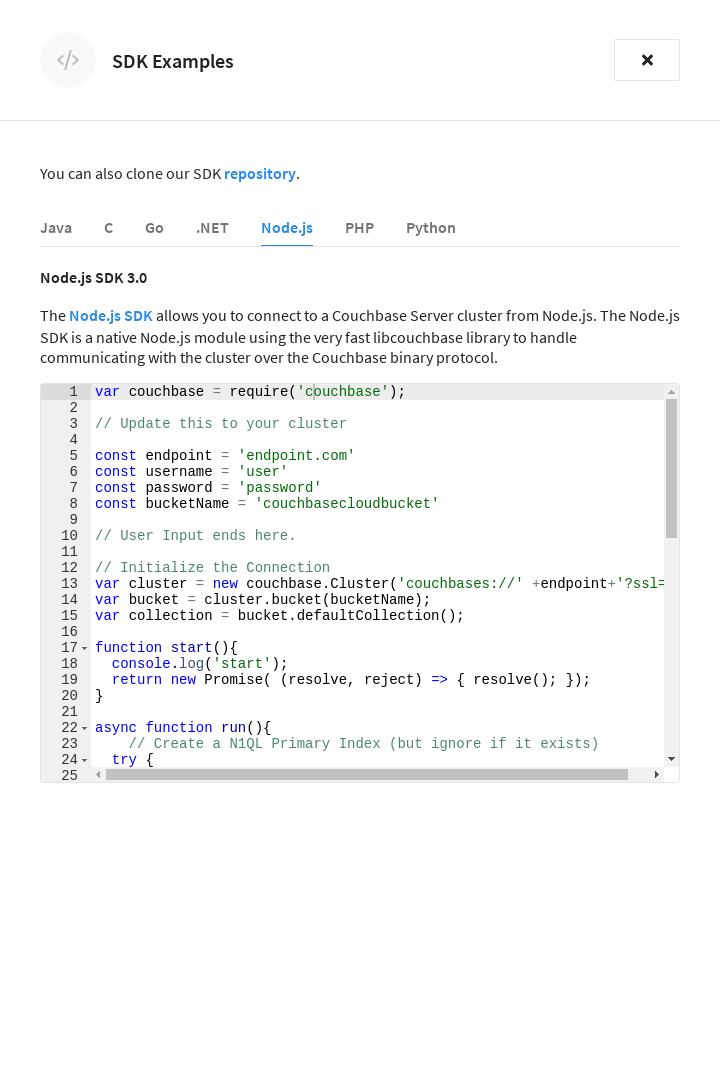 SDK Examples
You can also clone our SDK repository.
Java C Go .NET Node.js PHP Python
Node.js SDK 3.0
The Node.js SDK allows you to connect to a Couchbase Server cluster from Node.js. The Node.js
SDK is a native Node.js module using the very fast libcouchbase library to handle
communicating with the cluster over the Couchbase binary protocol.
1 var couchbase = require('couchbase');
2
3 // Update this to your cluster
4
5 const endpoint = 'endpoint.com'
6 const username = 'user'
7 const password = 'password'
8 const bucketName = 'couchbasecloudbucket'
9
10 // User Input ends here.
11
12 // Initialize the Connection
13 var cluster = new couchbase.Cluster('couchbases://' +endpoint+'?ssl=
14 var bucket = cluster.bucket(bucketName);
15 var collection = bucket.defaultCollection();
16
17 function start(){
18   console.log('start');
19   return new Promise( (resolve, reject) => { resolve(); });
20 }
21
22 async function run(){
23     // Create a N1QL Primary Index (but ignore if it exists)
24   try {
25